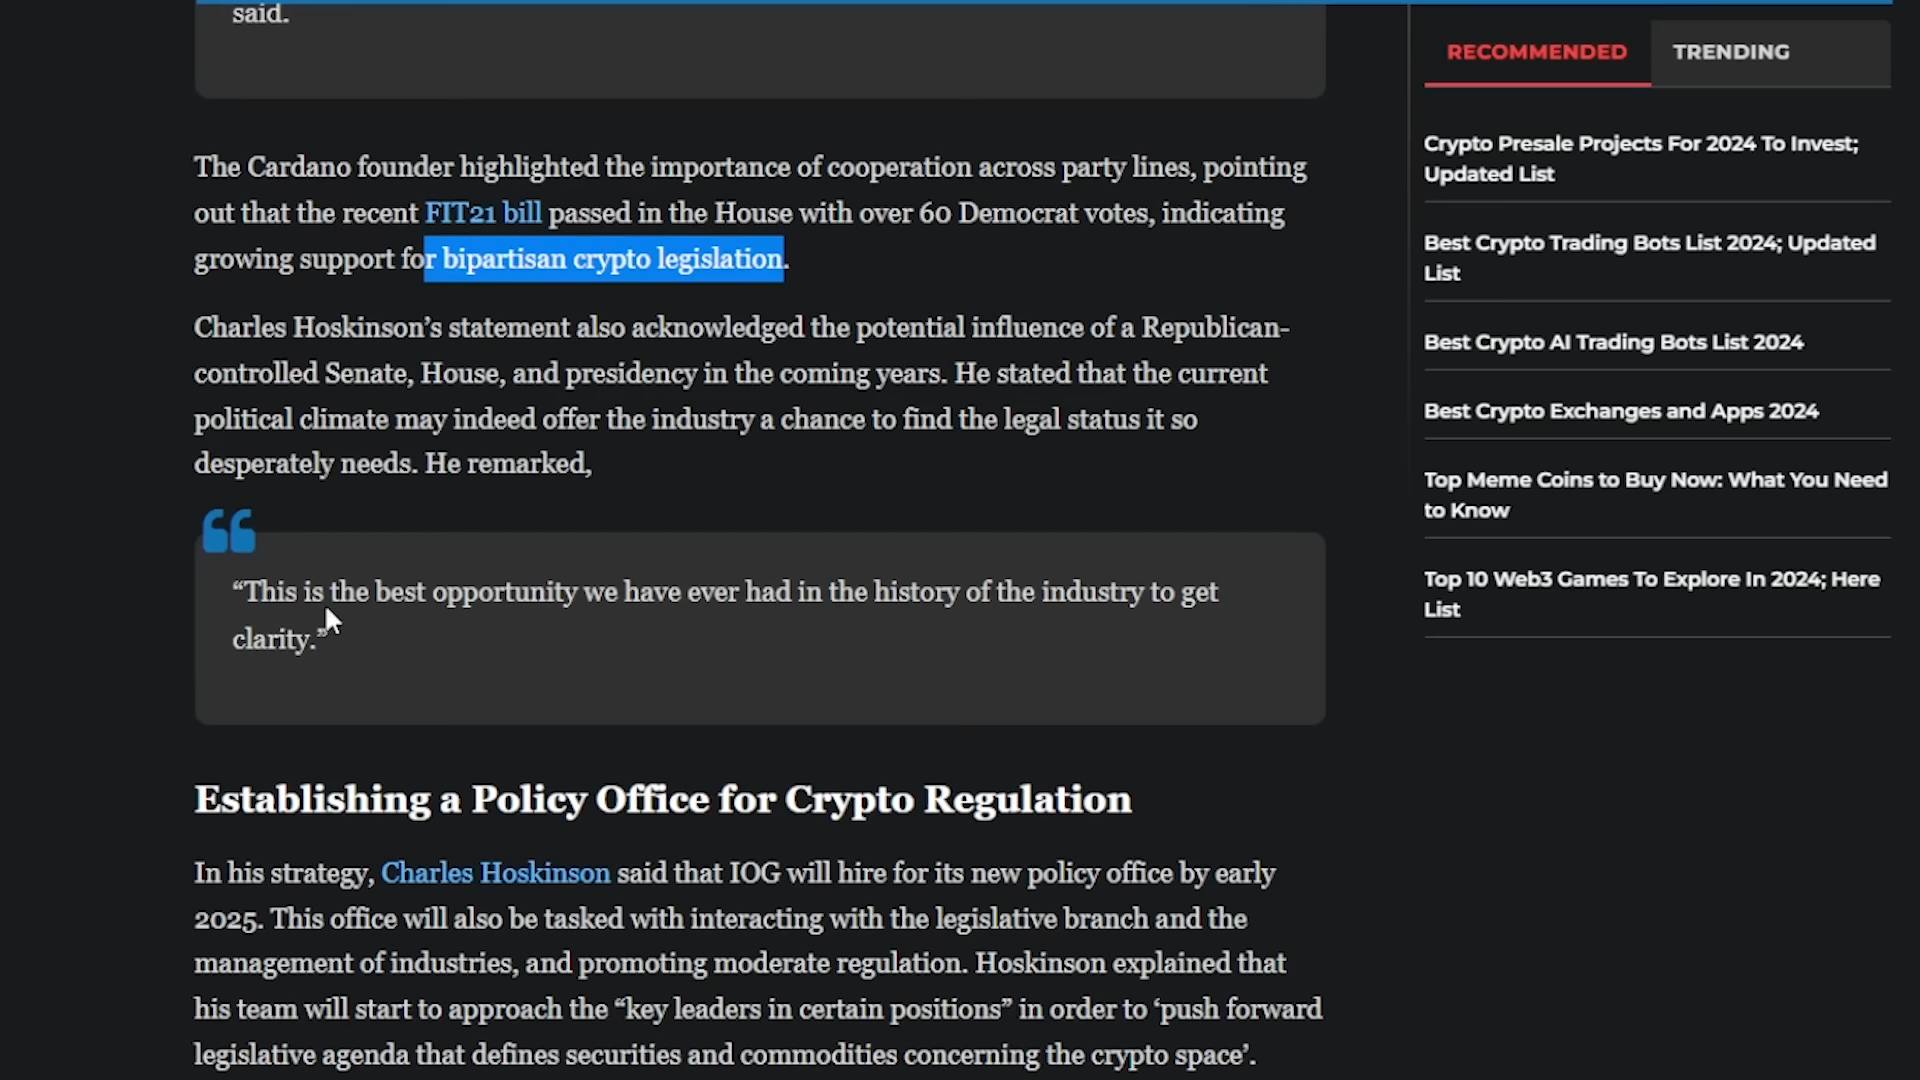 said.
The Cardano founder highlighted the importance of cooperation across party lines, pointing
out that the recent FIT21 bill passed in the House with over 60 Democrat votes, indicating
growing support for bipartisan crypto legislation.
Charles Hoskinson’s statement also acknowledged the potential influence of a Republican-
controlled Senate, House, and presidency in the coming years. He stated that the current
political climate may indeed offer the industry a chance to find the legal status it so
desperately needs. He remarked,
“This is the best opportunity we have ever had in the history of the industry to get
clarity.”
Establishing a Policy Office for Crypto Regulation
In his strategy, Charles Hoskinson said that IOG will hire for its new policy office by early
2025. This office will also be tasked with interacting with the legislative branch and the
management of industries, and promoting moderate regulation. Hoskinson explained that
his team will start to approach the “key leaders in certain positions” in order to ‘push forward
legislative agenda that defines securities and commodities concerning the crypto space’.
RECOMMENDED
TRENDING
Crypto Presale Projects For 2024 To Invest;
Updated List
Best Crypto Trading Bots List 2024; Updated
List
Best Crypto AI Trading Bots List 2024
Best Crypto Exchanges and Apps 2024
Top Meme Coins to Buy Now: What You Need
to Know
Top 10 Web3 Games To Explore In 2024; Here
List